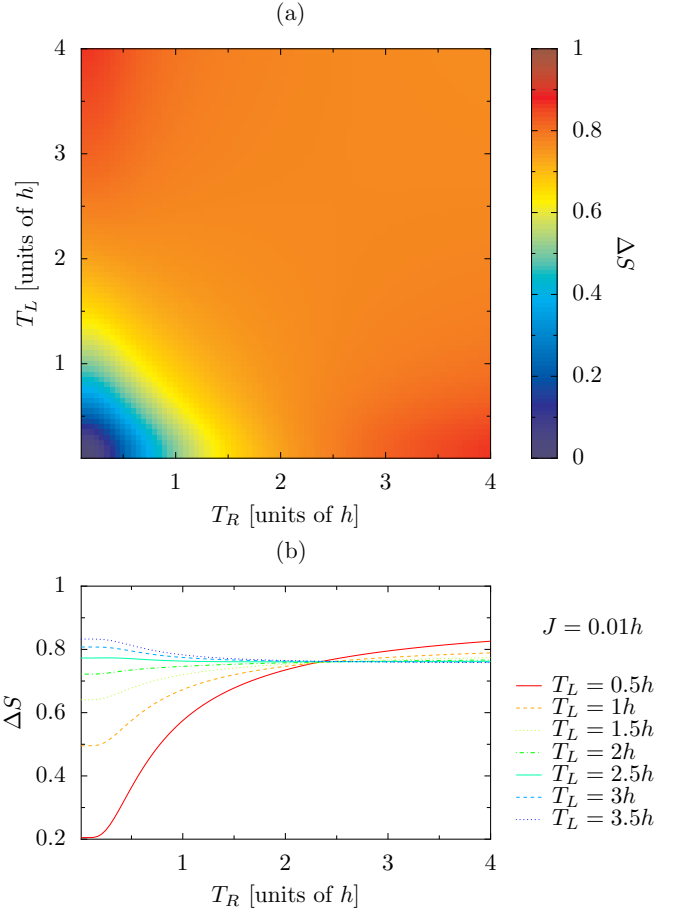 (a)
4
3
2
1
T_L [units of h]
1
2
3
4
T_R [units of h]
1
0.8
0.6
0.4
0.2
0
ΔS
(b)
1
0.8
0.6
0.4
0.2
ΔS
1
2
3
4
T_R [units of h]
J = 0.01h
T_L = 0.5h
T_L = 1h
T_L = 1.5h
T_L = 2h
T_L = 2.5h
T_L = 3h
T_L = 3.5h